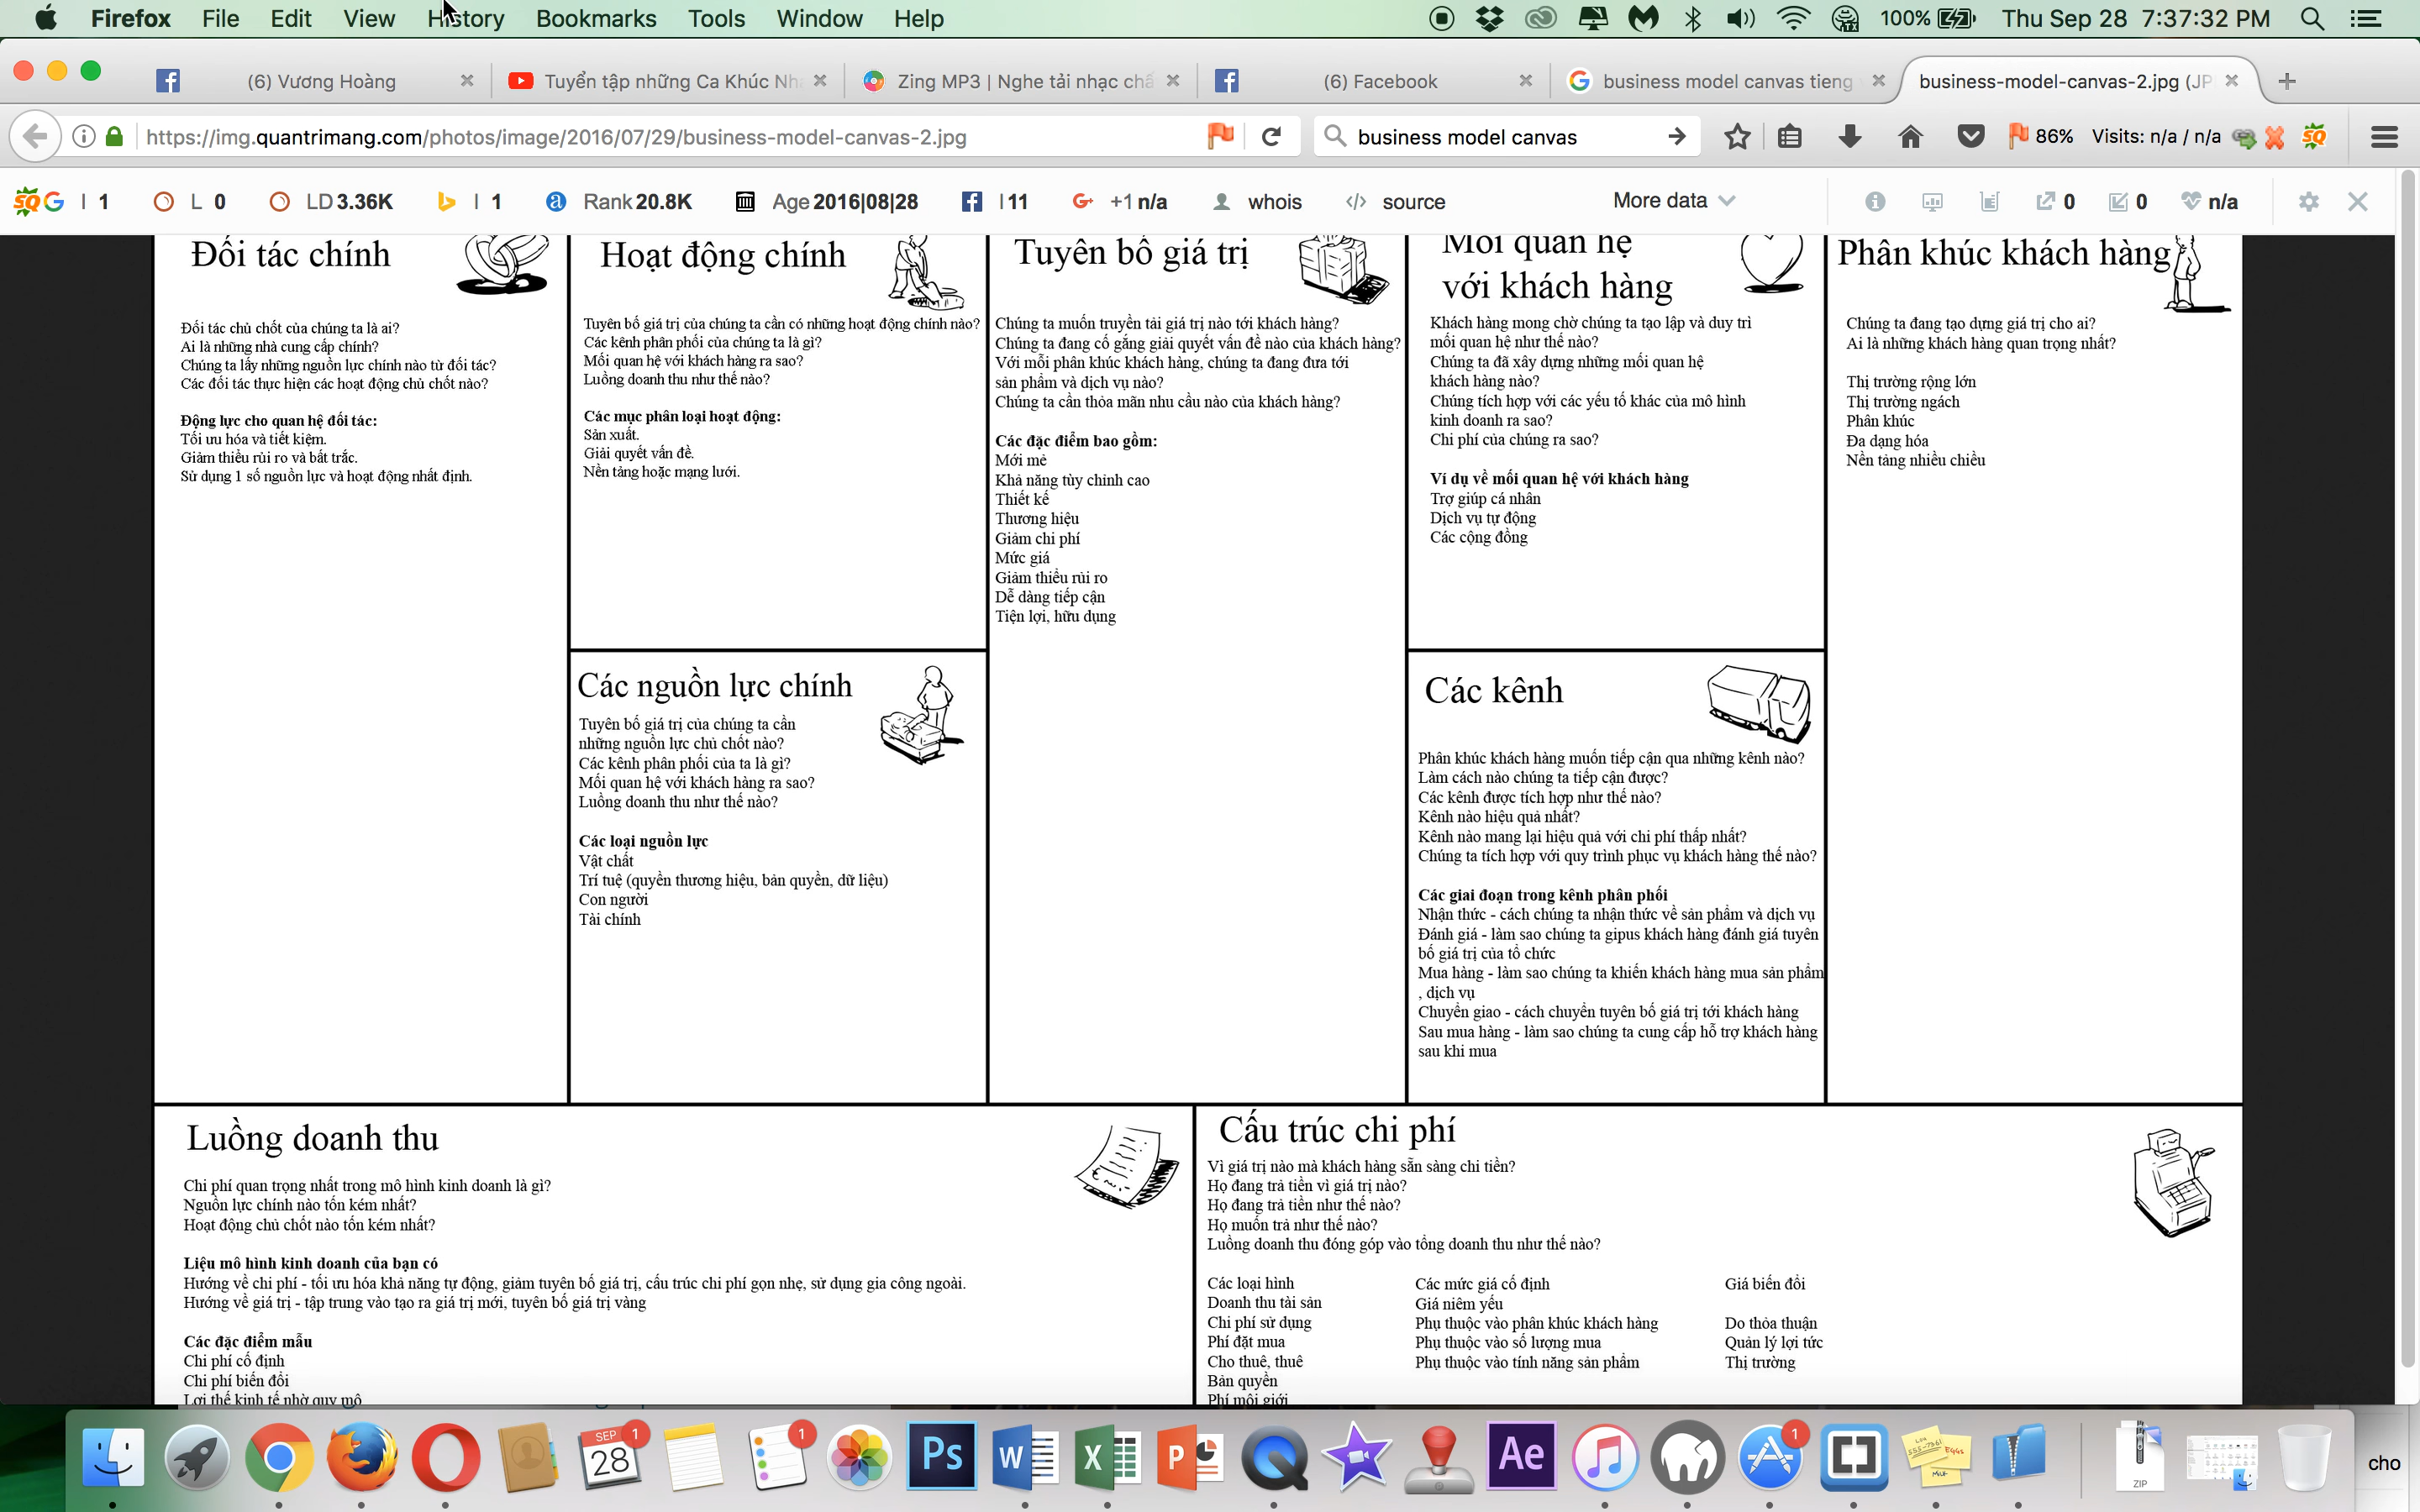 Firefox File Edit View History Bookmarks Tools Window Help 100% Thu Sep 28 7:37:32 PM
(6) Vương Hoàng
Tuyển tập những Ca Khúc Nh
Zing MP3 | Nghe tải nhạc chấ
(6) Facebook
business model canvas tieng
business-model-canvas-2.jpg (JP
https://img.quantrimang.com/photos/image/2016/07/29/business-model-canvas-2.jpg
business model canvas
86% Visits: n/a / n/a
I 1 L 0 LD 3.36K I 1 Rank 20.8K Age 2016|08|28 I 11 +1 n/a whois source More data 0 0 n/a
Đối tác chính
Đối tác chủ chốt của chúng ta là ai?
Ai là những nhà cung cấp chính?
Chúng ta lấy những nguồn lực chính nào từ đối tác?
Các đối tác thực hiện các hoạt động chủ chốt nào?
Động lực cho quan hệ đối tác:
Tối ưu hóa và tiết kiệm.
Giảm thiểu rủi ro và bất trắc.
Sử dụng 1 số nguồn lực và hoạt động nhất định.
Hoạt động chính
Tuyên bố giá trị của chúng ta cần có những hoạt động chính nào?
Các kênh phân phối của chúng ta là gì?
Mối quan hệ với khách hàng ra sao?
Luồng doanh thu như thế nào?
Các mục phân loại hoạt động:
Sản xuất.
Giải quyết vấn đề.
Nền tảng hoặc mạng lưới.
Các nguồn lực chính
Tuyên bố giá trị của chúng ta cần
những nguồn lực chủ chốt nào?
Các kênh phân phối của ta là gì?
Mối quan hệ với khách hàng ra sao?
Luồng doanh thu như thế nào?
Các loại nguồn lực
Vật chất
Trí tuệ (quyền thương hiệu, bản quyền, dữ liệu)
Con người
Tài chính
Tuyên bố giá trị
Chúng ta muốn truyền tải giá trị nào tới khách hàng?
Chúng ta đang cố gắng giải quyết vấn đề nào của khách hàng?
Với mỗi phân khúc khách hàng, chúng ta đang đưa tới
sản phẩm và dịch vụ nào?
Chúng ta cần thỏa mãn nhu cầu nào của khách hàng?
Các đặc điểm bao gồm:
Mới mẻ
Khả năng tùy chỉnh cao
Thiết kế
Thương hiệu
Giảm chi phí
Mức giá
Giảm thiểu rủi ro
Dễ dàng tiếp cận
Tiện lợi, hữu dụng
Mối quan hệ
với khách hàng
Khách hàng mong chờ chúng ta tạo lập và duy trì
mối quan hệ như thế nào?
Chúng ta đã xây dựng những mối quan hệ
khách hàng nào?
Chúng tích hợp với các yếu tố khác của mô hình
kinh doanh ra sao?
Chi phí của chúng ra sao?
Ví dụ về mối quan hệ với khách hàng
Trợ giúp cá nhân
Dịch vụ tự động
Các cộng đồng
Các kênh
Phân khúc khách hàng muốn tiếp cận qua những kênh nào?
Làm cách nào chúng ta tiếp cận được?
Các kênh được tích hợp như thế nào?
Kênh nào hiệu quả nhất?
Kênh nào mang lại hiệu quả với chi phí thấp nhất?
Chúng ta tích hợp với quy trình phục vụ khách hàng thế nào?
Các giai đoạn trong kênh phân phối
Nhận thức - cách chúng ta nhận thức về sản phẩm và dịch vụ
Đánh giá - làm sao chúng ta gipus khách hàng đánh giá tuyên
bố giá trị của tổ chức
Mua hàng - làm sao chúng ta khiến khách hàng mua sản phẩm
, dịch vụ
Chuyển giao - cách chuyển tuyên bố giá trị tới khách hàng
Sau mua hàng - làm sao chúng ta cung cấp hỗ trợ khách hàng
sau khi mua
Phân khúc khách hàng
Chúng ta đang tạo dựng giá trị cho ai?
Ai là những khách hàng quan trọng nhất?
Thị trường rộng lớn
Thị trường ngách
Phân khúc
Đa dạng hóa
Nền tảng nhiều chiều
Luồng doanh thu
Chi phí quan trọng nhất trong mô hình kinh doanh là gì?
Nguồn lực chính nào tốn kém nhất?
Hoạt động chủ chốt nào tốn kém nhất?
Liệu mô hình kinh doanh của bạn có
Hướng về chi phí - tối ưu hóa khả năng tự động, giảm tuyên bố giá trị, cấu trúc chi phí gọn nhẹ, sử dụng gia công ngoài.
Hướng về giá trị - tập trung vào tạo ra giá trị mới, tuyên bố giá trị vàng
Các đặc điểm mẫu
Chi phí cố định
Chi phí biến đổi
Lợi thế kinh tế nhờ quy mô
Cấu trúc chi phí
Vì giá trị nào mà khách hàng sẵn sàng chi tiền?
Họ đang trả tiền vì giá trị nào?
Họ đang trả tiền như thế nào?
Họ muốn trả như thế nào?
Luồng doanh thu đóng góp vào tổng doanh thu như thế nào?
Các loại hình
Doanh thu tài sản
Chi phí sử dụng
Phí đặt mua
Cho thuê, thuê
Bản quyền
Phí môi giới
Các mức giá cố định
Giá niêm yếu
Phụ thuộc vào phân khúc khách hàng
Phụ thuộc vào số lượng mua
Phụ thuộc vào tính năng sản phẩm
Giá biến đổi
Do thỏa thuận
Quản lý lợi tức
Thị trường
SEP
28
1
1
Ps
W
X
P
Ae
1
ZIP
cho